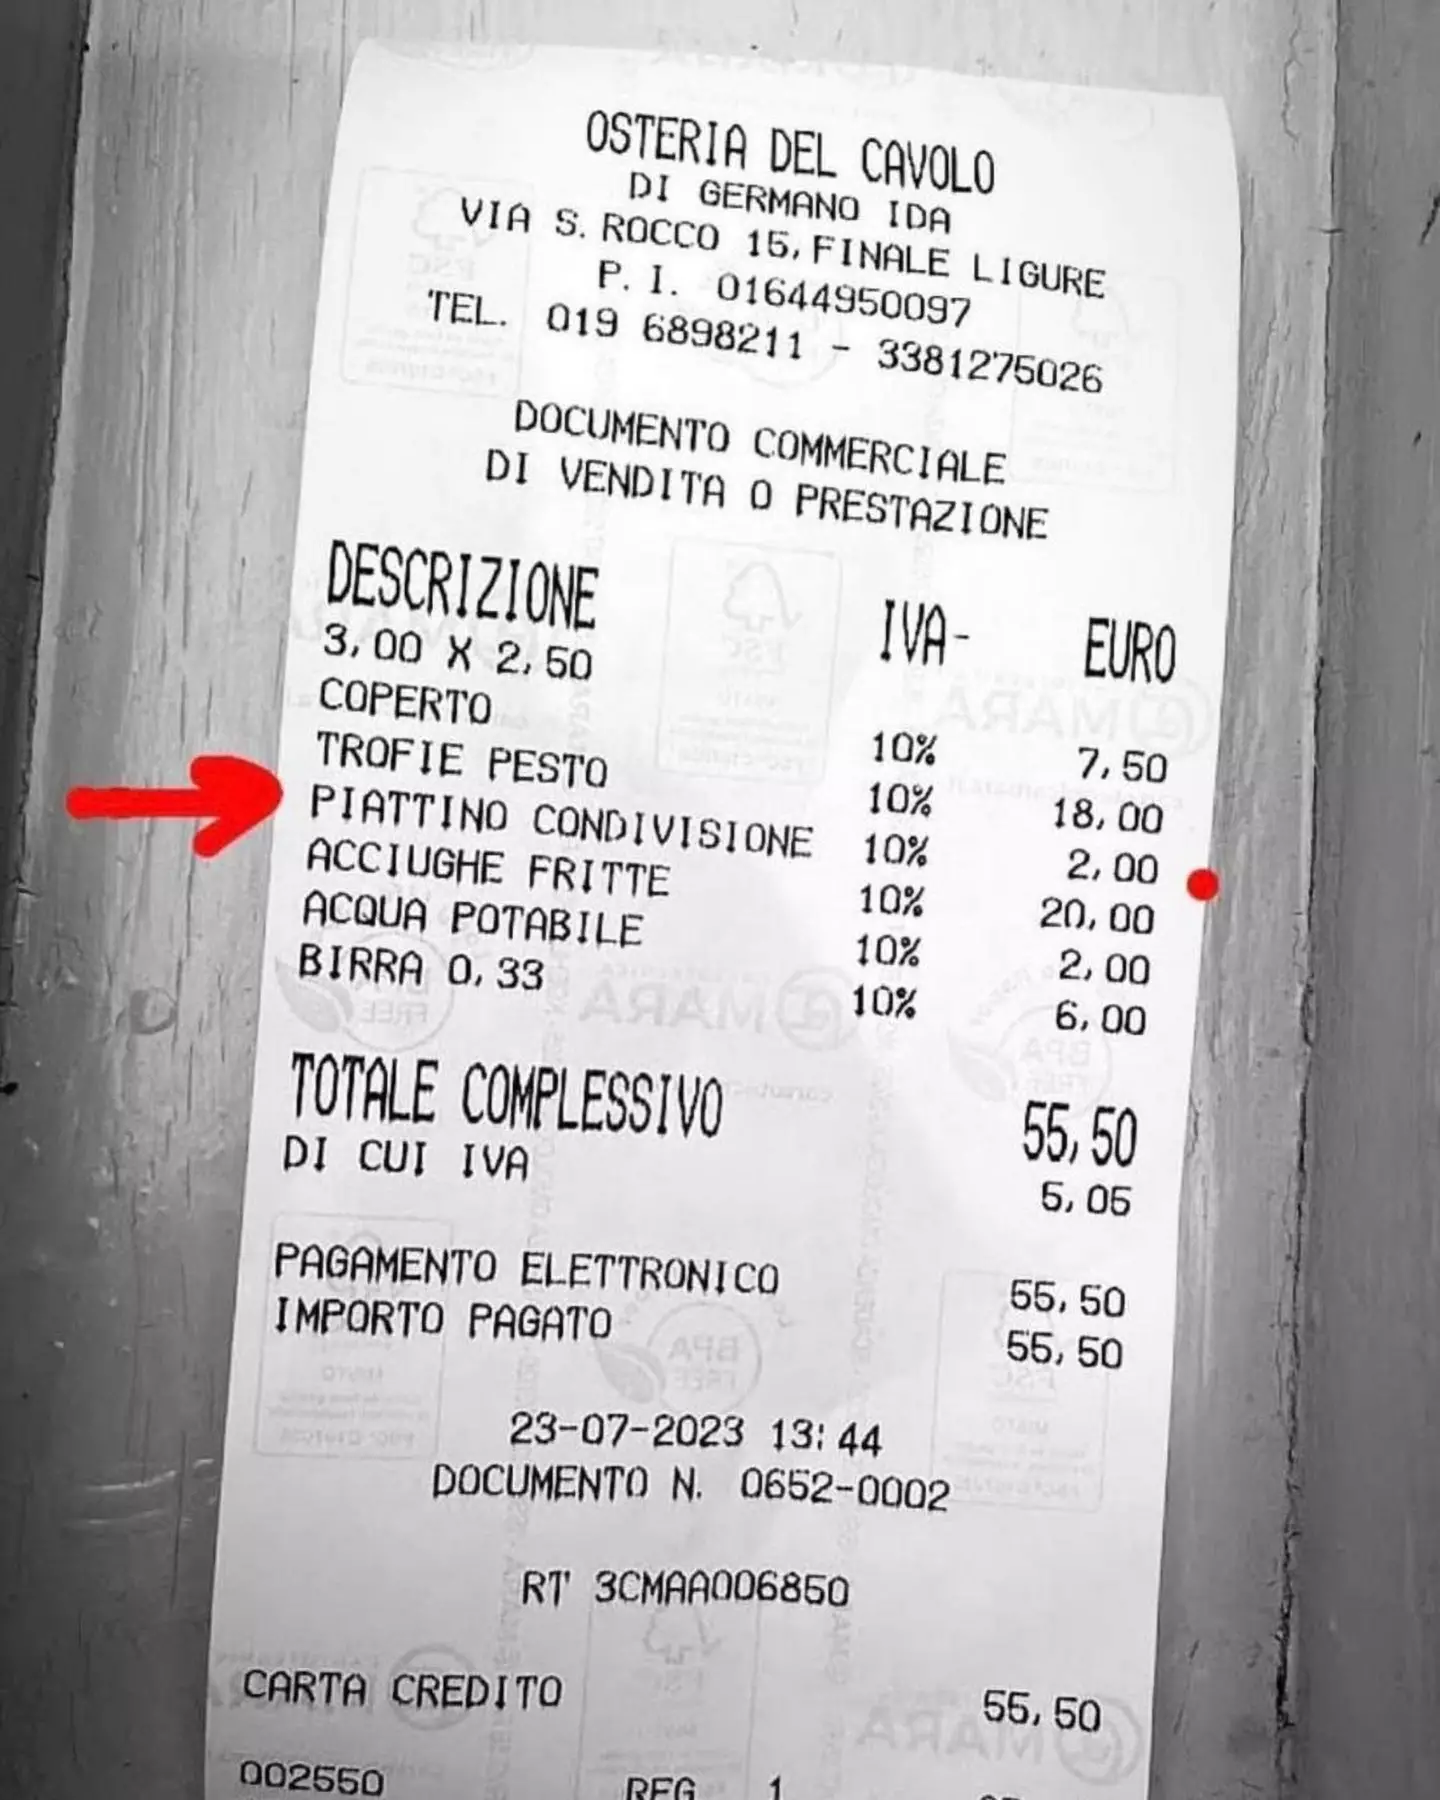 OSTERIA DEL CAVOLO
DI GERMANO IDA
VIA S. ROCCO 15, FINALE LIGURE
P. I. 01644950097
TEL. 019 6898211 - 3381275026
DOCUMENTO COMMERCIALE
DI VENDITA O PRESTAZIONE
DESCRIZIONE IVA- EURO
3,00 X 2,50
COPERTO 10% 7,50
TROFIE PESTO 10% 18,00
PIATTINO CONDIVISIONE 10% 2,00
ACCIUGHE FRITTE 10% 20,00
ACQUA POTABILE 10% 2,00
BIRRA 0,33 10% 6,00
TOTALE COMPLESSIVO 55,50
DI CUI IVA 5,05
PAGAMENTO ELETTRONICO 55,50
IMPORTO PAGATO 55,50
23-07-2023 13:44
DOCUMENTO N. 0652-0002
RT 3CMAA006850
CARTA CREDITO 55,50
002550 REG 1